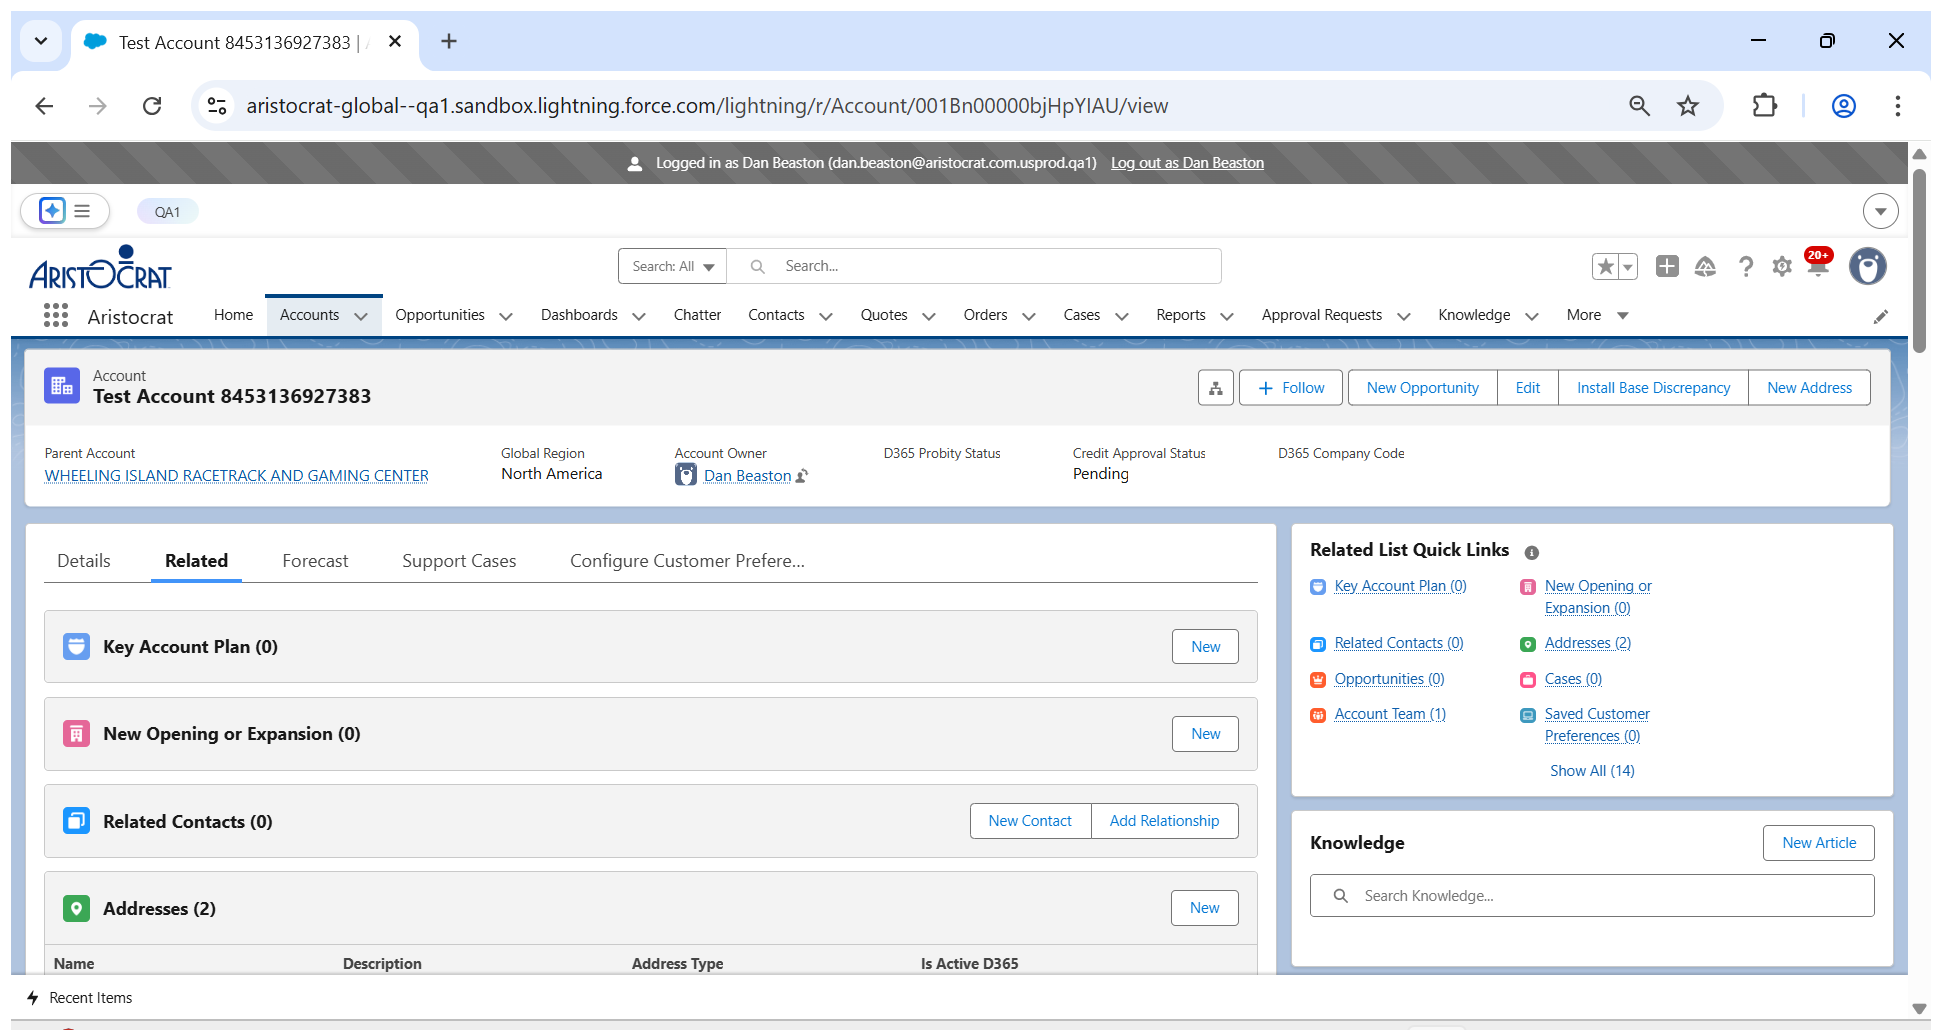 Test Account 8453136927383 |
aristocrat-global--qa1.sandbox.lightning.force.com/lightning/r/Account/001Bn00000bjHpYIAU/view
Logged in as Dan Beaston (dan.beaston@aristocrat.com.usprod.qa1) Log out as Dan Beaston
QA1
ARISTOCRAT
Search: All Search...
20+
Aristocrat Home Accounts Opportunities Dashboards Chatter Contacts Quotes Orders Cases Reports Approval Requests Knowledge More
Account
Test Account 8453136927383
Follow New Opportunity Edit Install Base Discrepancy New Address
Parent Account Global Region Account Owner D365 Probity Status Credit Approval Status D365 Company Code
WHEELING ISLAND RACETRACK AND GAMING CENTER North America Dan Beaston Pending
Details Related Forecast Support Cases Configure Customer Prefere...
Key Account Plan (0) New
New Opening or Expansion (0) New
Related Contacts (0) New Contact Add Relationship
Addresses (2) New
Name Description Address Type Is Active D365
Related List Quick Links
Key Account Plan (0) New Opening or
Expansion (0)
Related Contacts (0) Addresses (2)
Opportunities (0) Cases (0)
Account Team (1) Saved Customer
Preferences (0)
Show All (14)
Knowledge New Article
Search Knowledge...
Recent Items